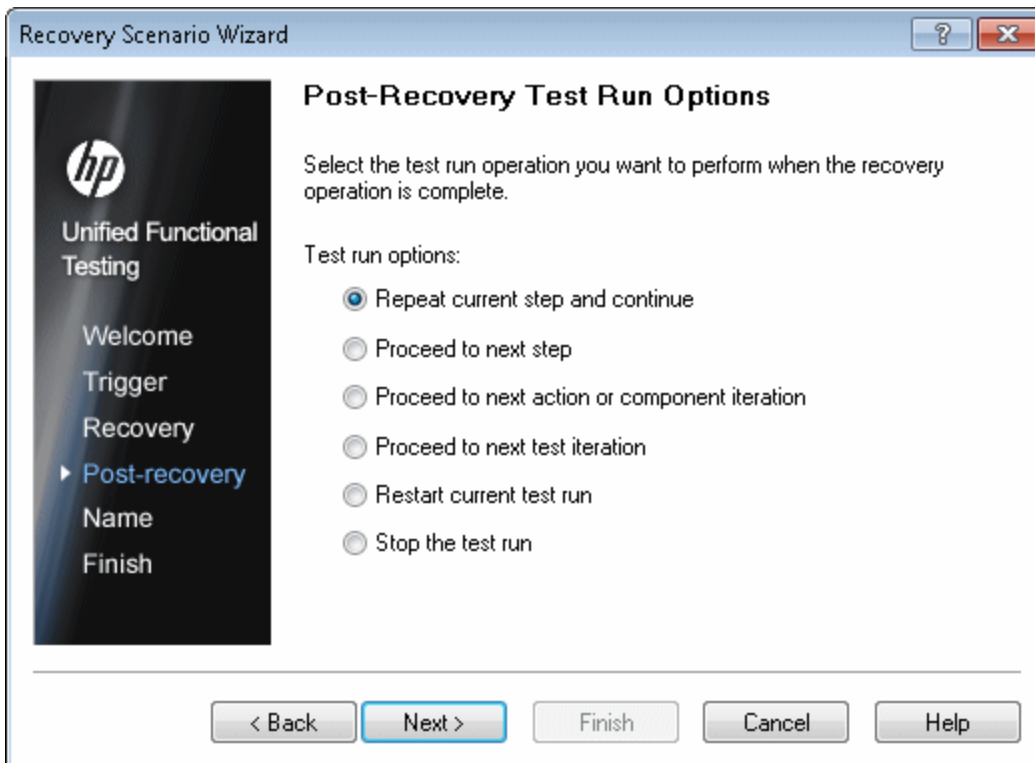 Recovery Scenario Wizard
?
hp
Unified Functional
Testing
Welcome
Trigger
Recovery
Post-recovery
Name
Finish
Post-Recovery Test Run Options
Select the test run operation you want to perform when the recovery
operation is complete.
Test run options:
Repeat current step and continue
Proceed to next step
Proceed to next action or component iteration
Proceed to next test iteration
Restart current test run
Stop the test run
< Back
Next >
Finish
Cancel
Help